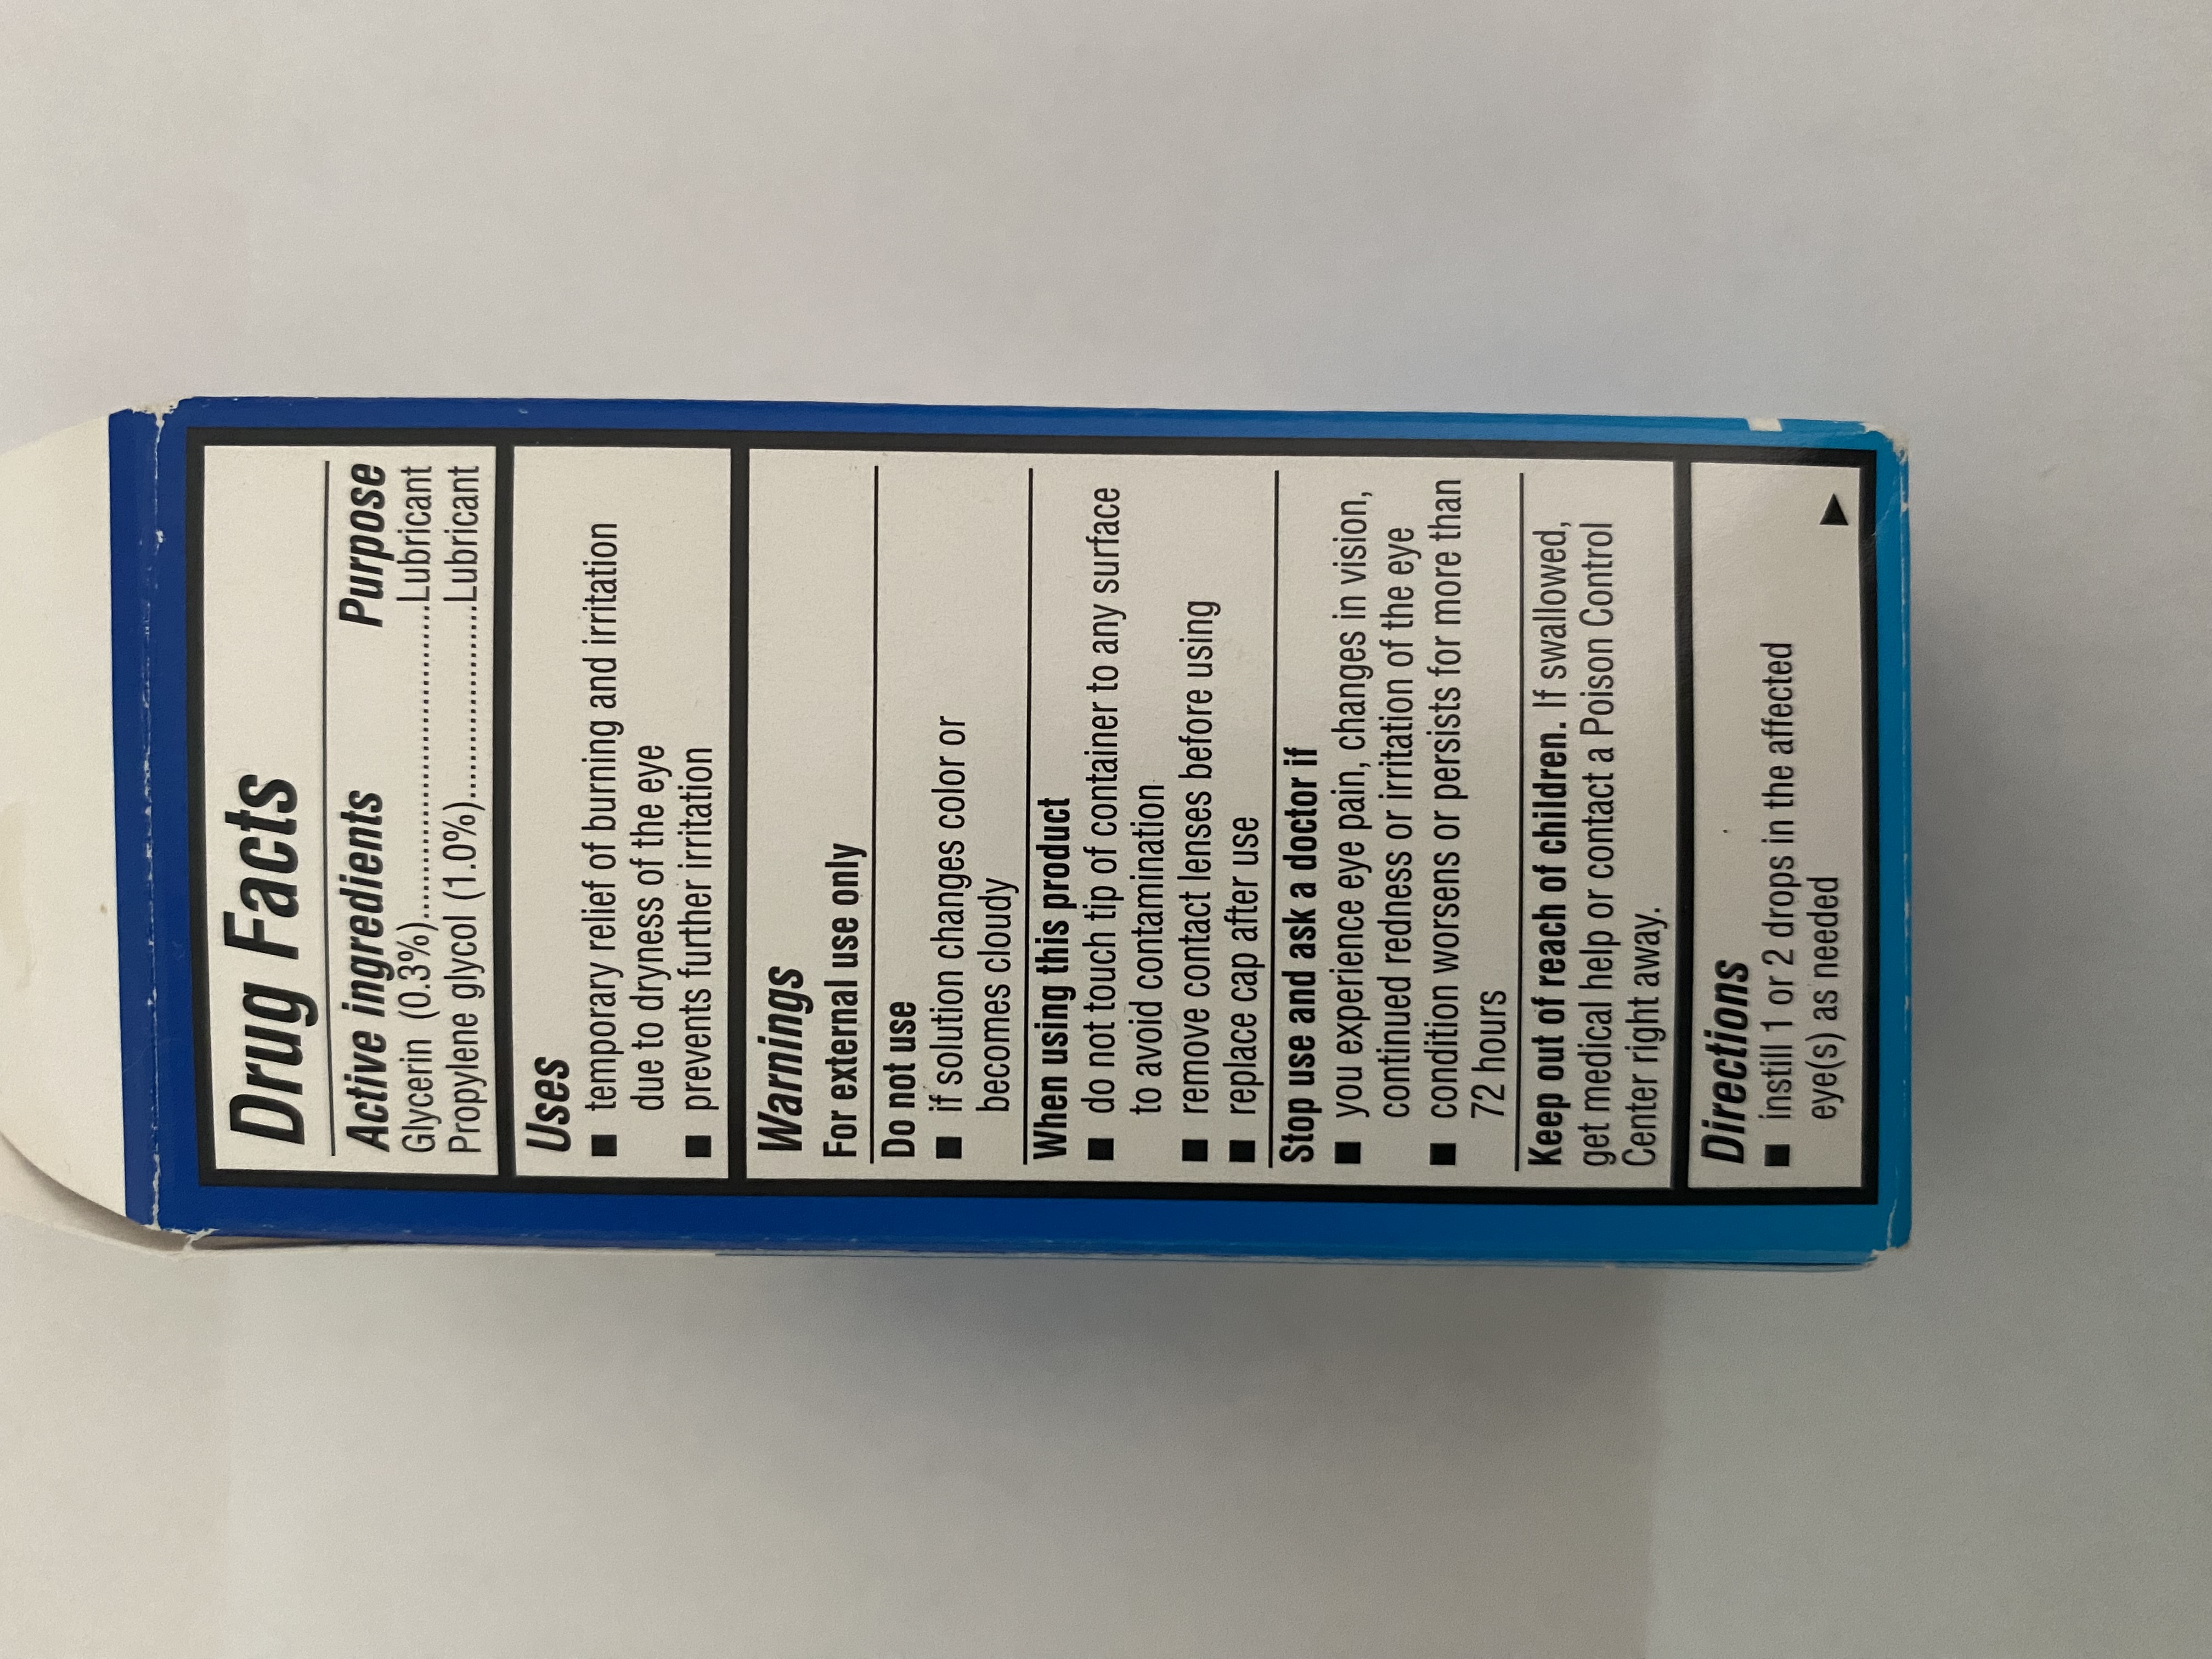 Drug Facts
Active ingredients Purpose
Glycerin (0.3%)..................................Lubricant
Propylene glycol (1.0%).....................Lubricant
Uses
■ temporary relief of burning and irritation
due to dryness of the eye
■ prevents further irritation
Warnings
For external use only
Do not use
■ if solution changes color or
becomes cloudy
When using this product
■ do not touch tip of container to any surface
to avoid contamination
■ remove contact lenses before using
■ replace cap after use
Stop use and ask a doctor if
■ you experience eye pain, changes in vision,
continued redness or irritation of the eye
■ condition worsens or persists for more than
72 hours
Keep out of reach of children. If swallowed,
get medical help or contact a Poison Control
Center right away.
Directions
■ instill 1 or 2 drops in the affected
eye(s) as needed